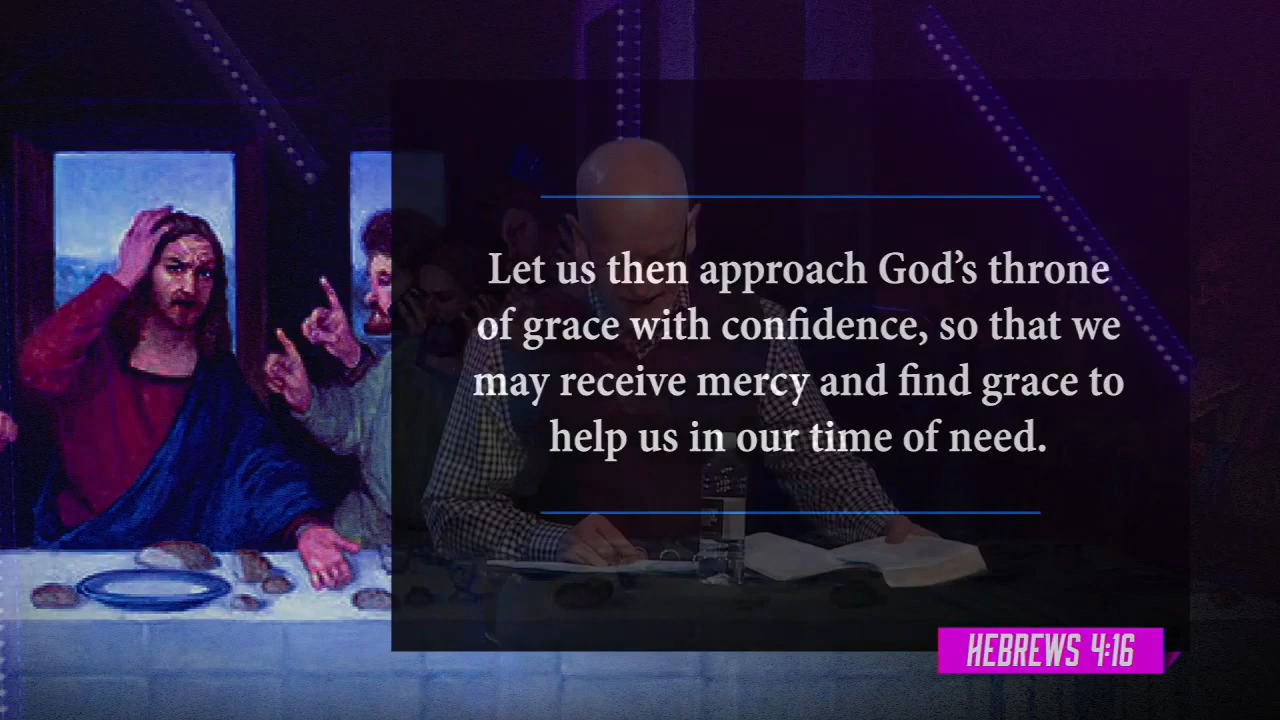 Let us then approach God’s throne
of grace with confidence, so that we
may receive mercy and find grace to
help us in our time of need.
HEBREWS 4:16